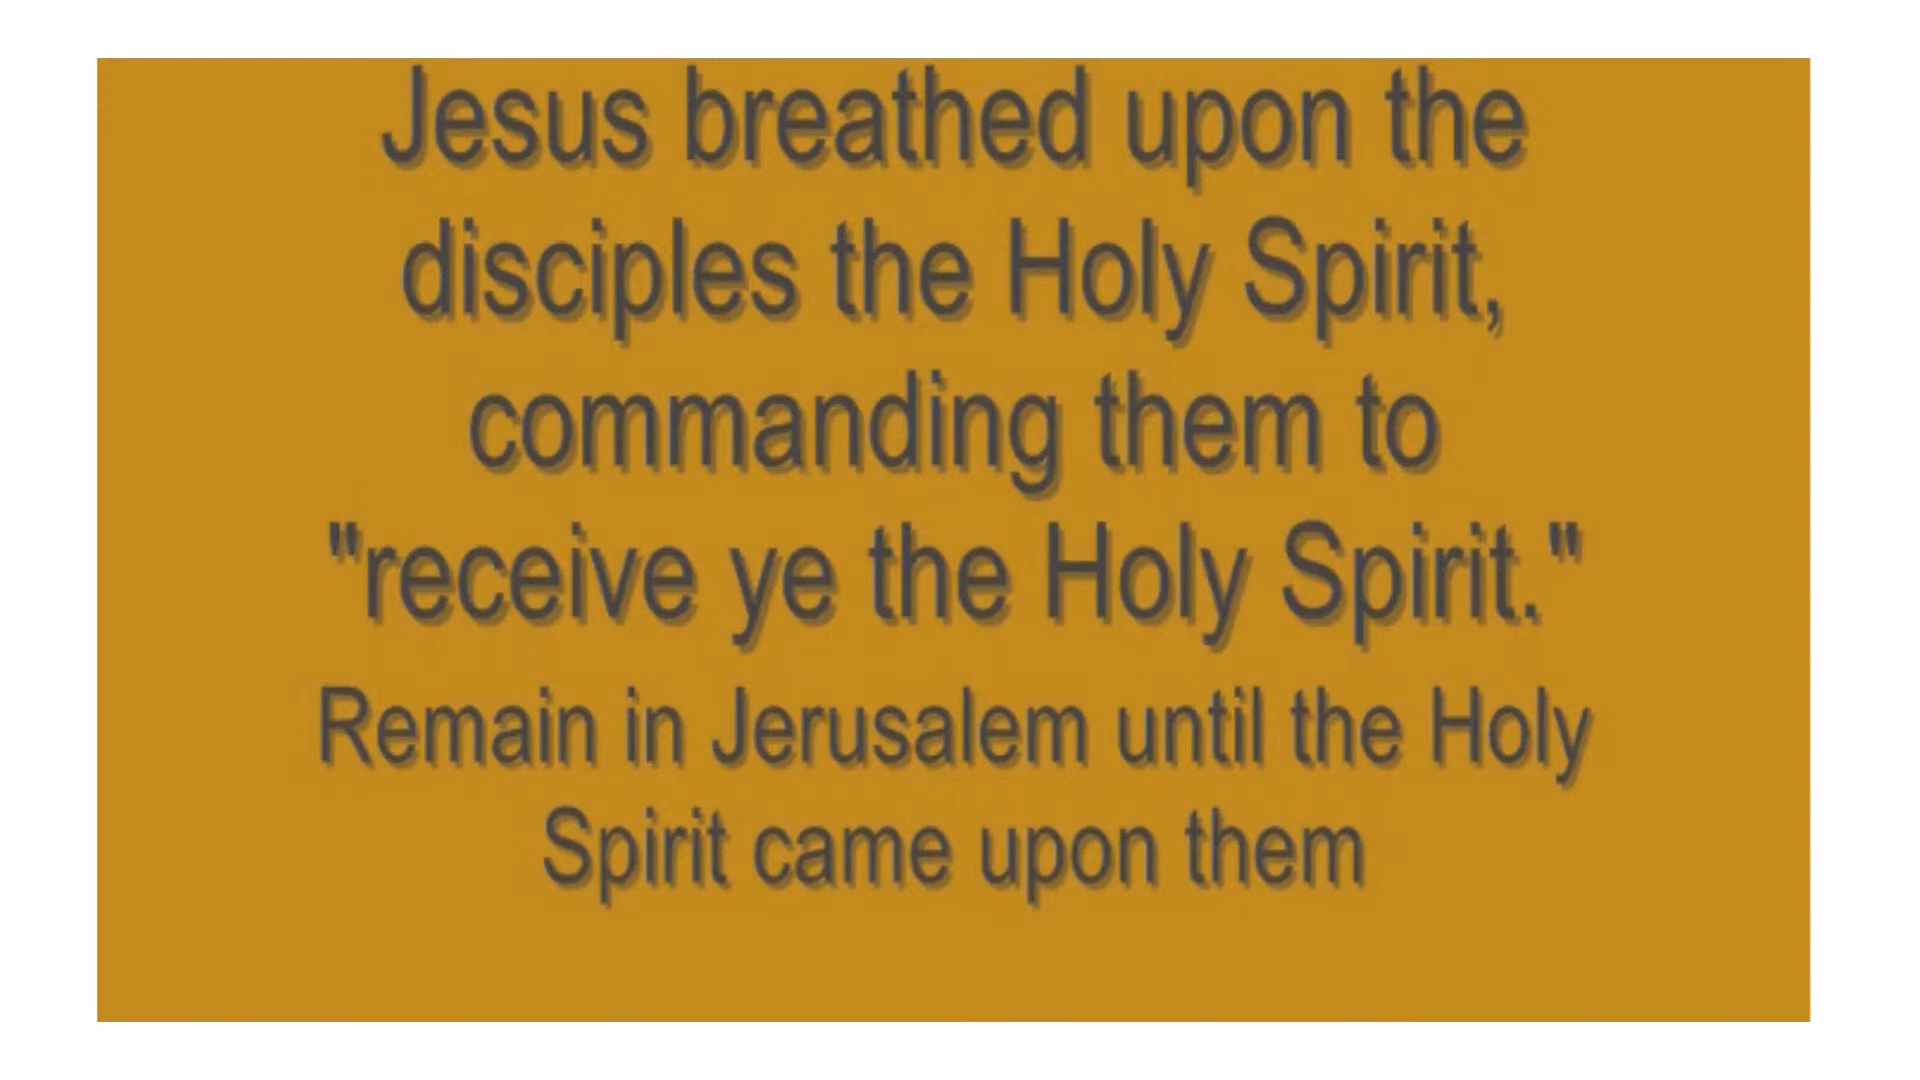 Jesus breathed upon the
disciples the Holy Spirit,
commanding them to
"receive ye the Holy Spirit."
Remain in Jerusalem until the Holy
Spirit came upon them